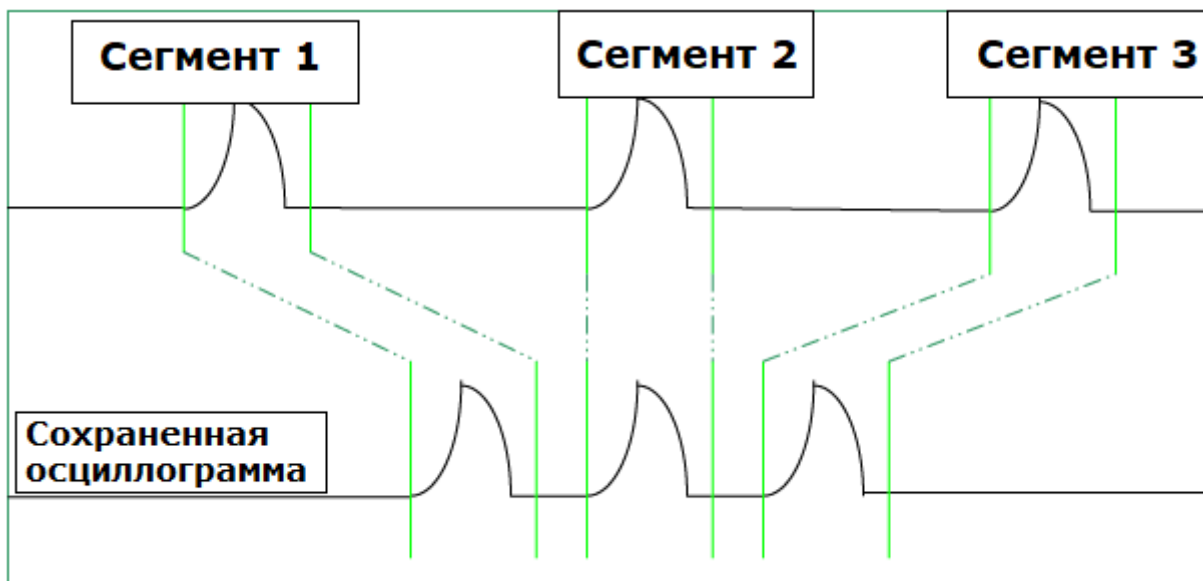 Сегмент 1
Сегмент 2
Сегмент 3
Сохраненная
осциллограмма